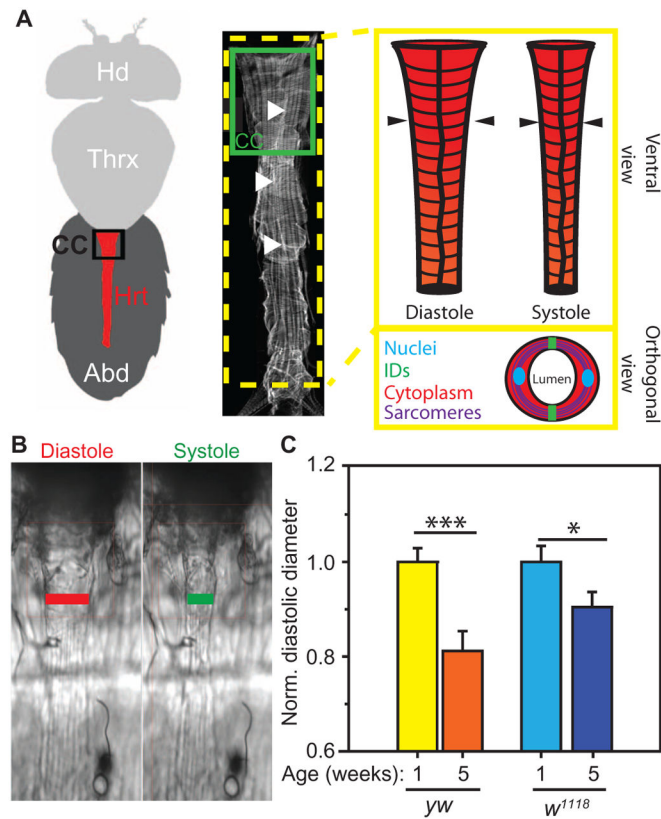 A
Hd
Thrx
CC
Hrt
Abd
CC
Diastole
Systole
Ventral view
Nuclei
IDs
Cytoplasm
Sarcomeres
Lumen
Orthogonal view
B
Diastole
Systole
C
Norm. diastolic diameter
1.2
1.0
0.8
0.6
***
*
Age (weeks): 1 5 1 5
yw
w1118